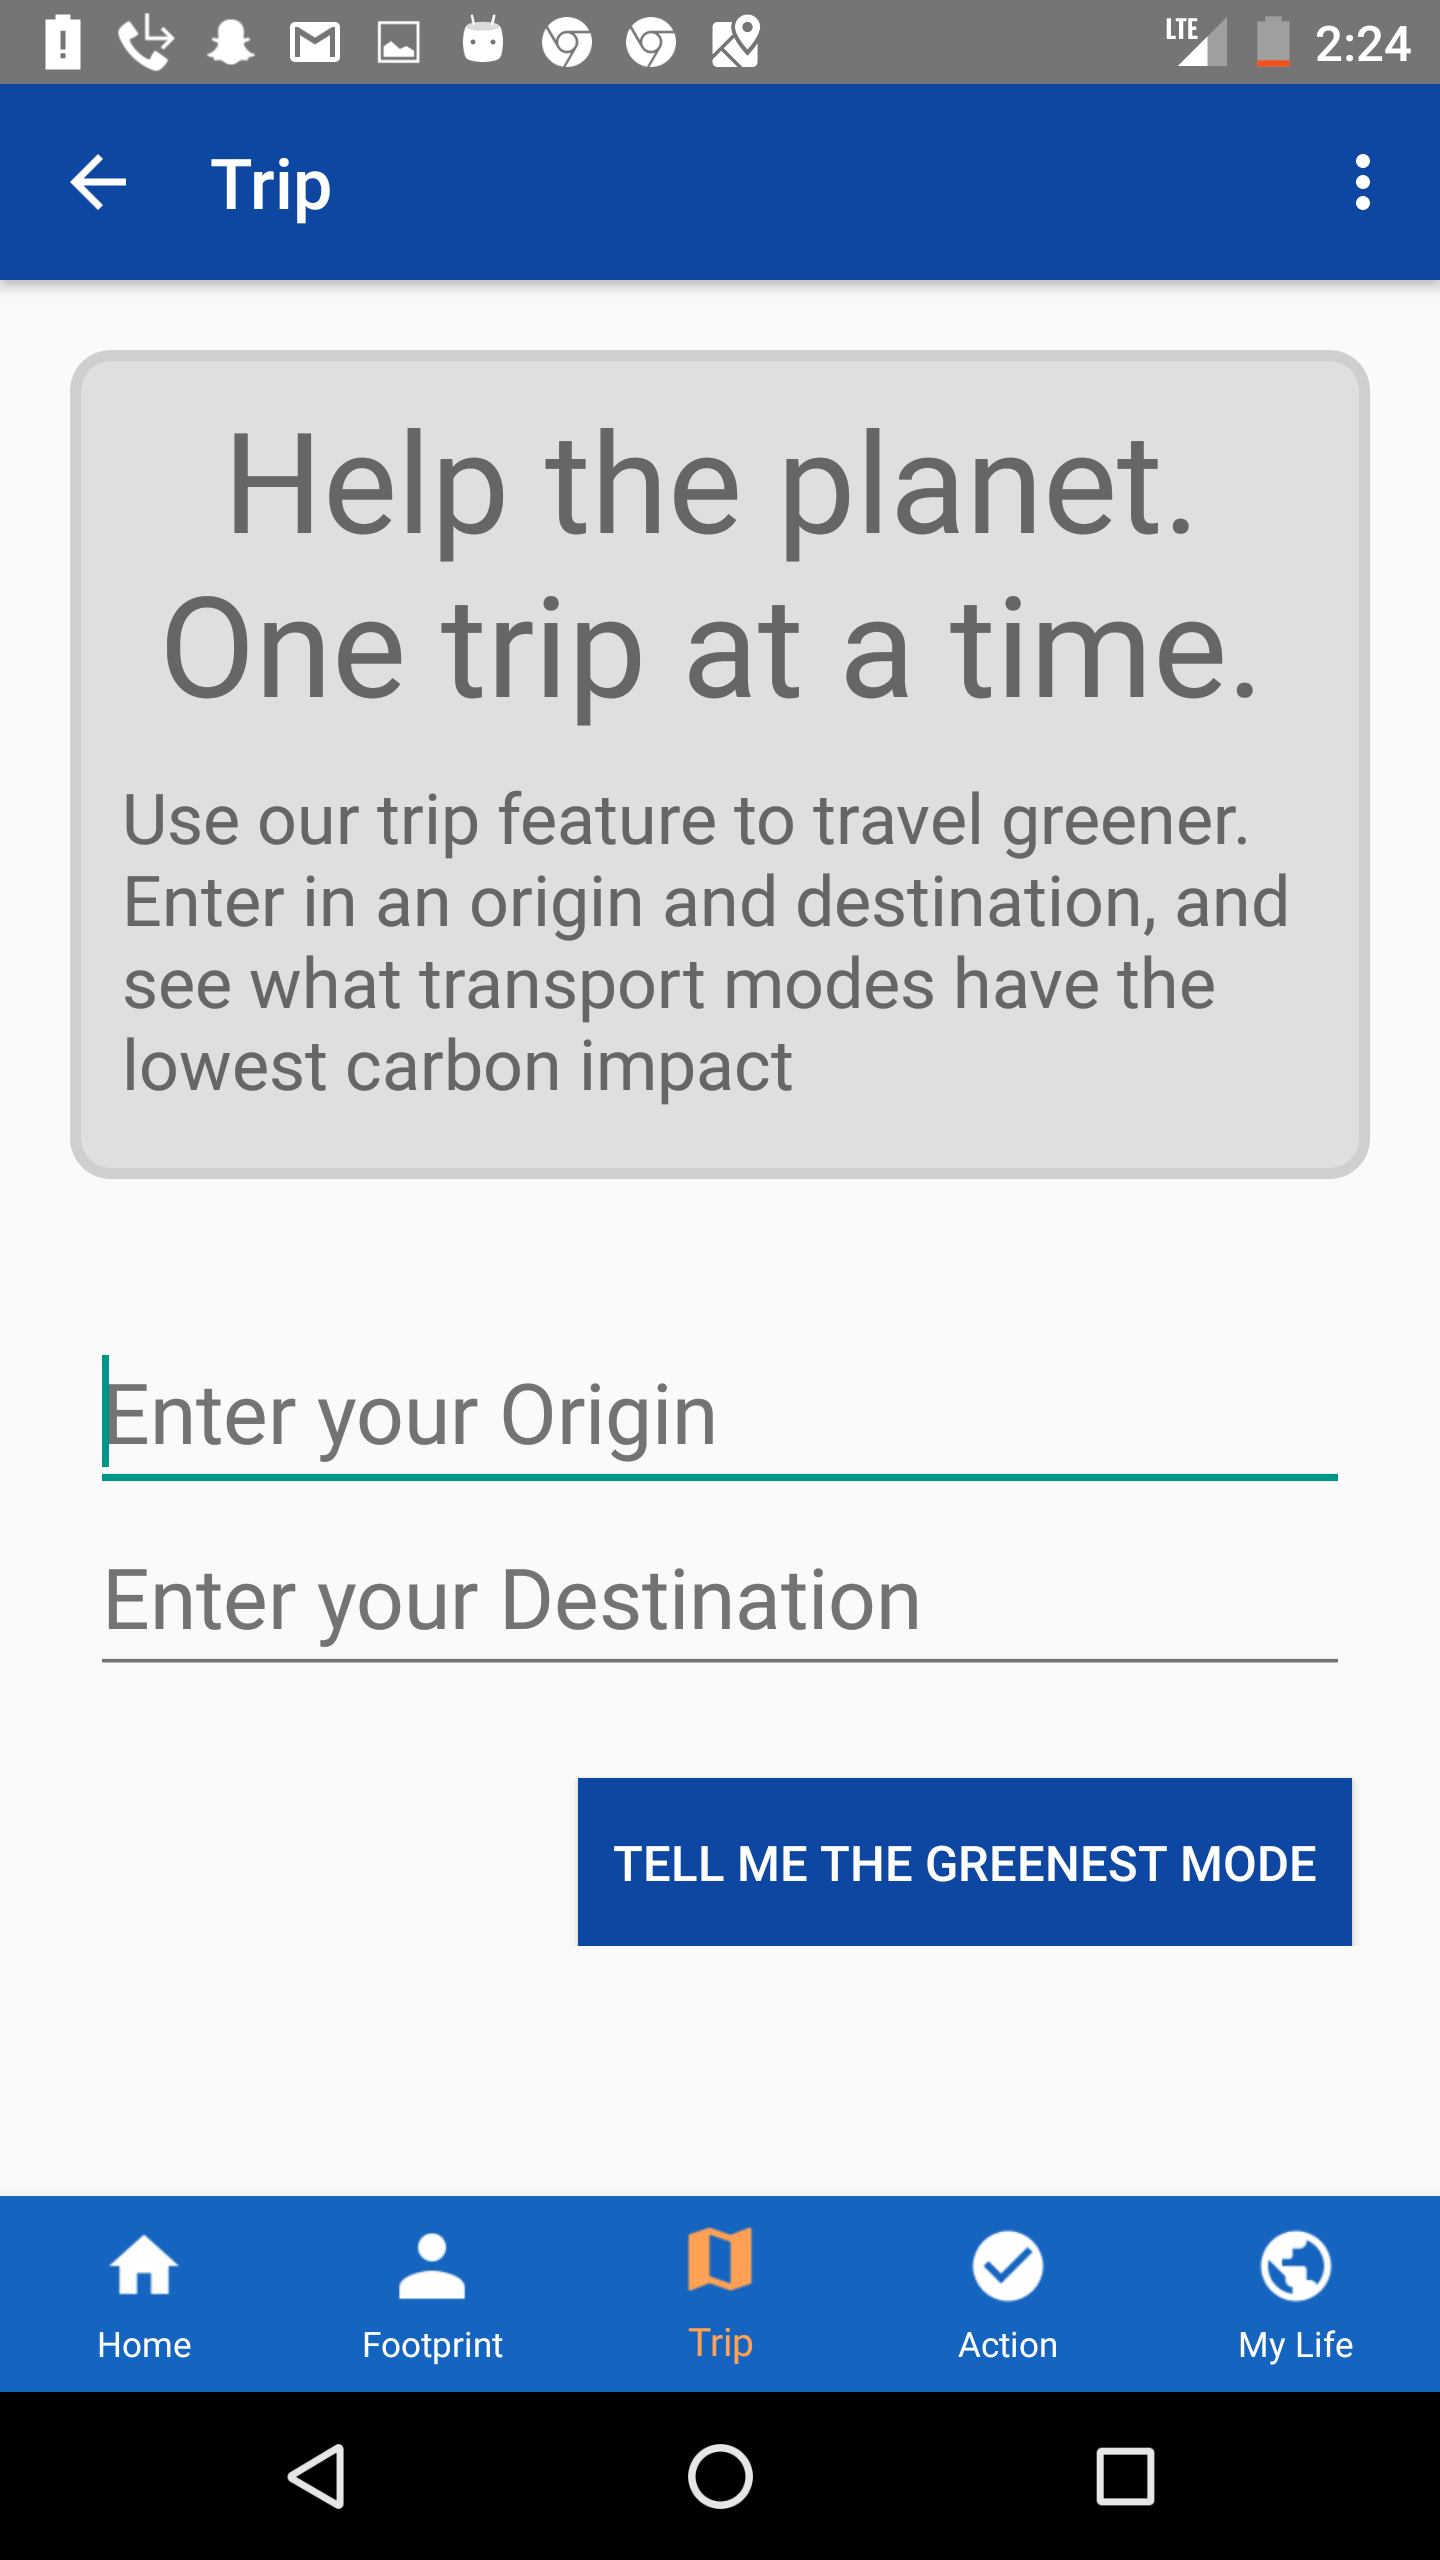 LTE 2:24
Trip
Help the planet.
One trip at a time.
Use our trip feature to travel greener.
Enter in an origin and destination, and
see what transport modes have the
lowest carbon impact
Enter your Origin
Enter your Destination
TELL ME THE GREENEST MODE
Home Footprint Trip Action My Life